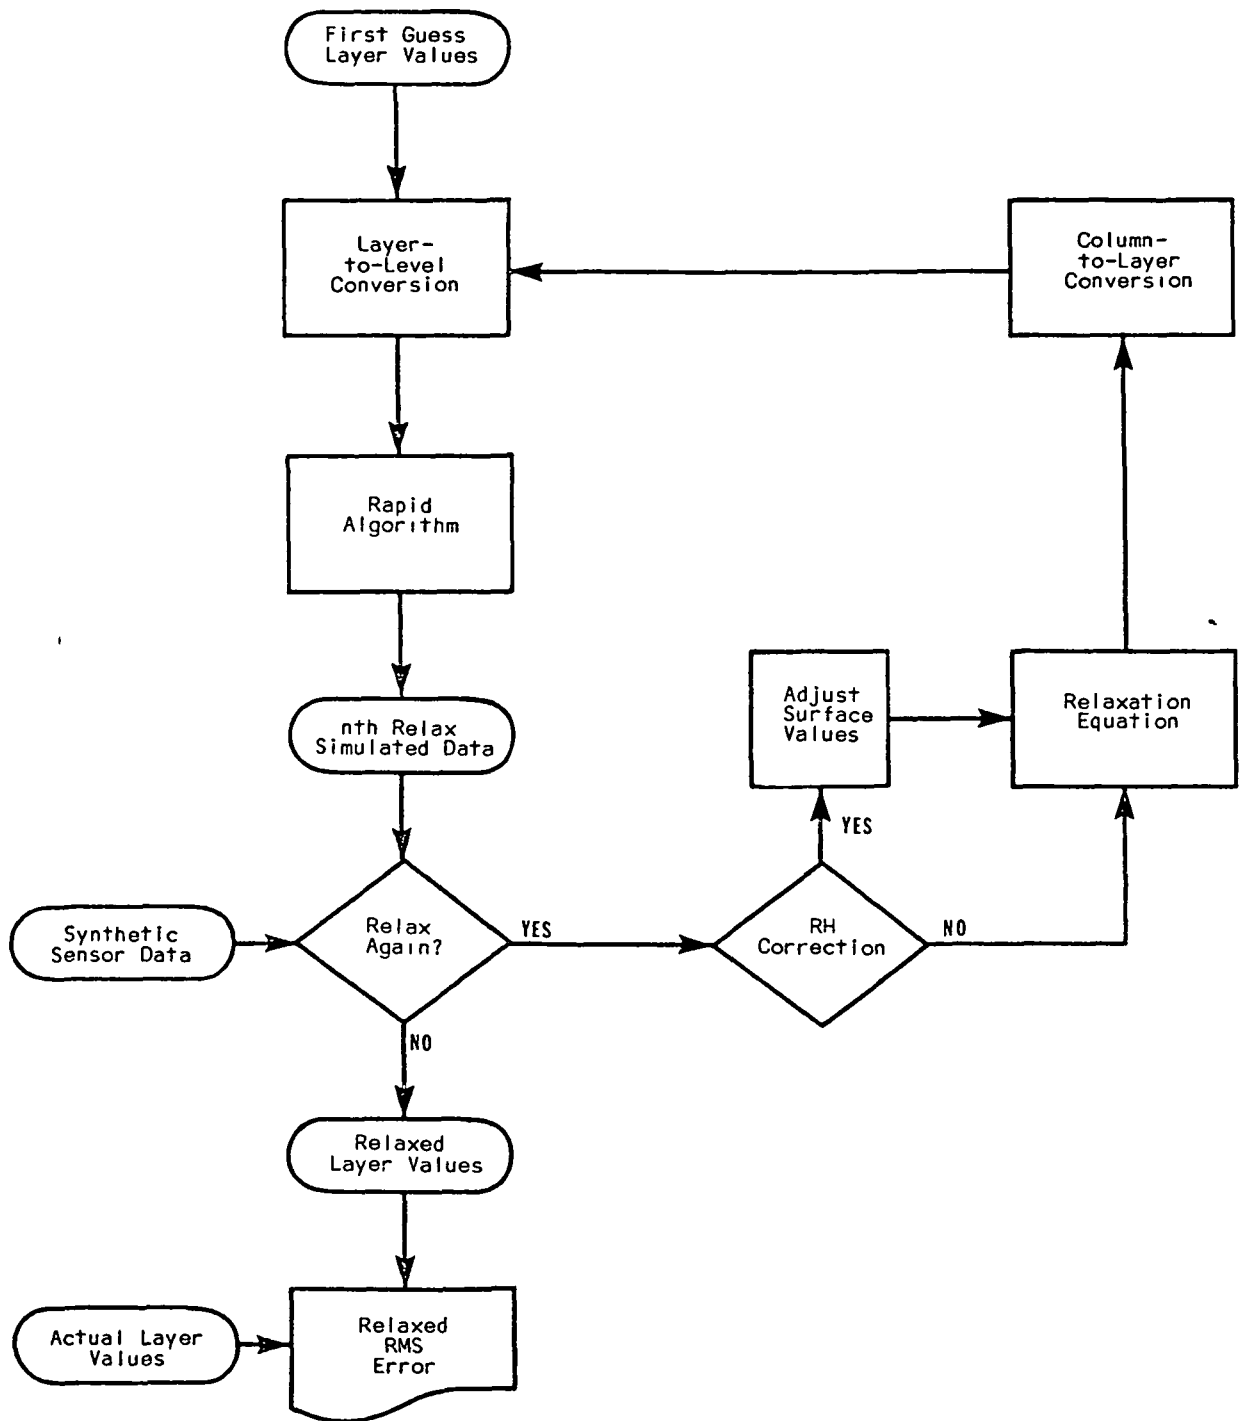 First Guess
Layer Values
Layer-
to-Level
Conversion
Column-
to-Layer
Conversion
Rapid
Algorithm
nth Relax
Simulated Data
Adjust
Surface
Values
Relaxation
Equation
YES
Synthetic
Sensor Data
Relax
Again?
YES
RH
Correction
NO
NO
Relaxed
Layer Values
Actual Layer
Values
Relaxed
RMS
Error